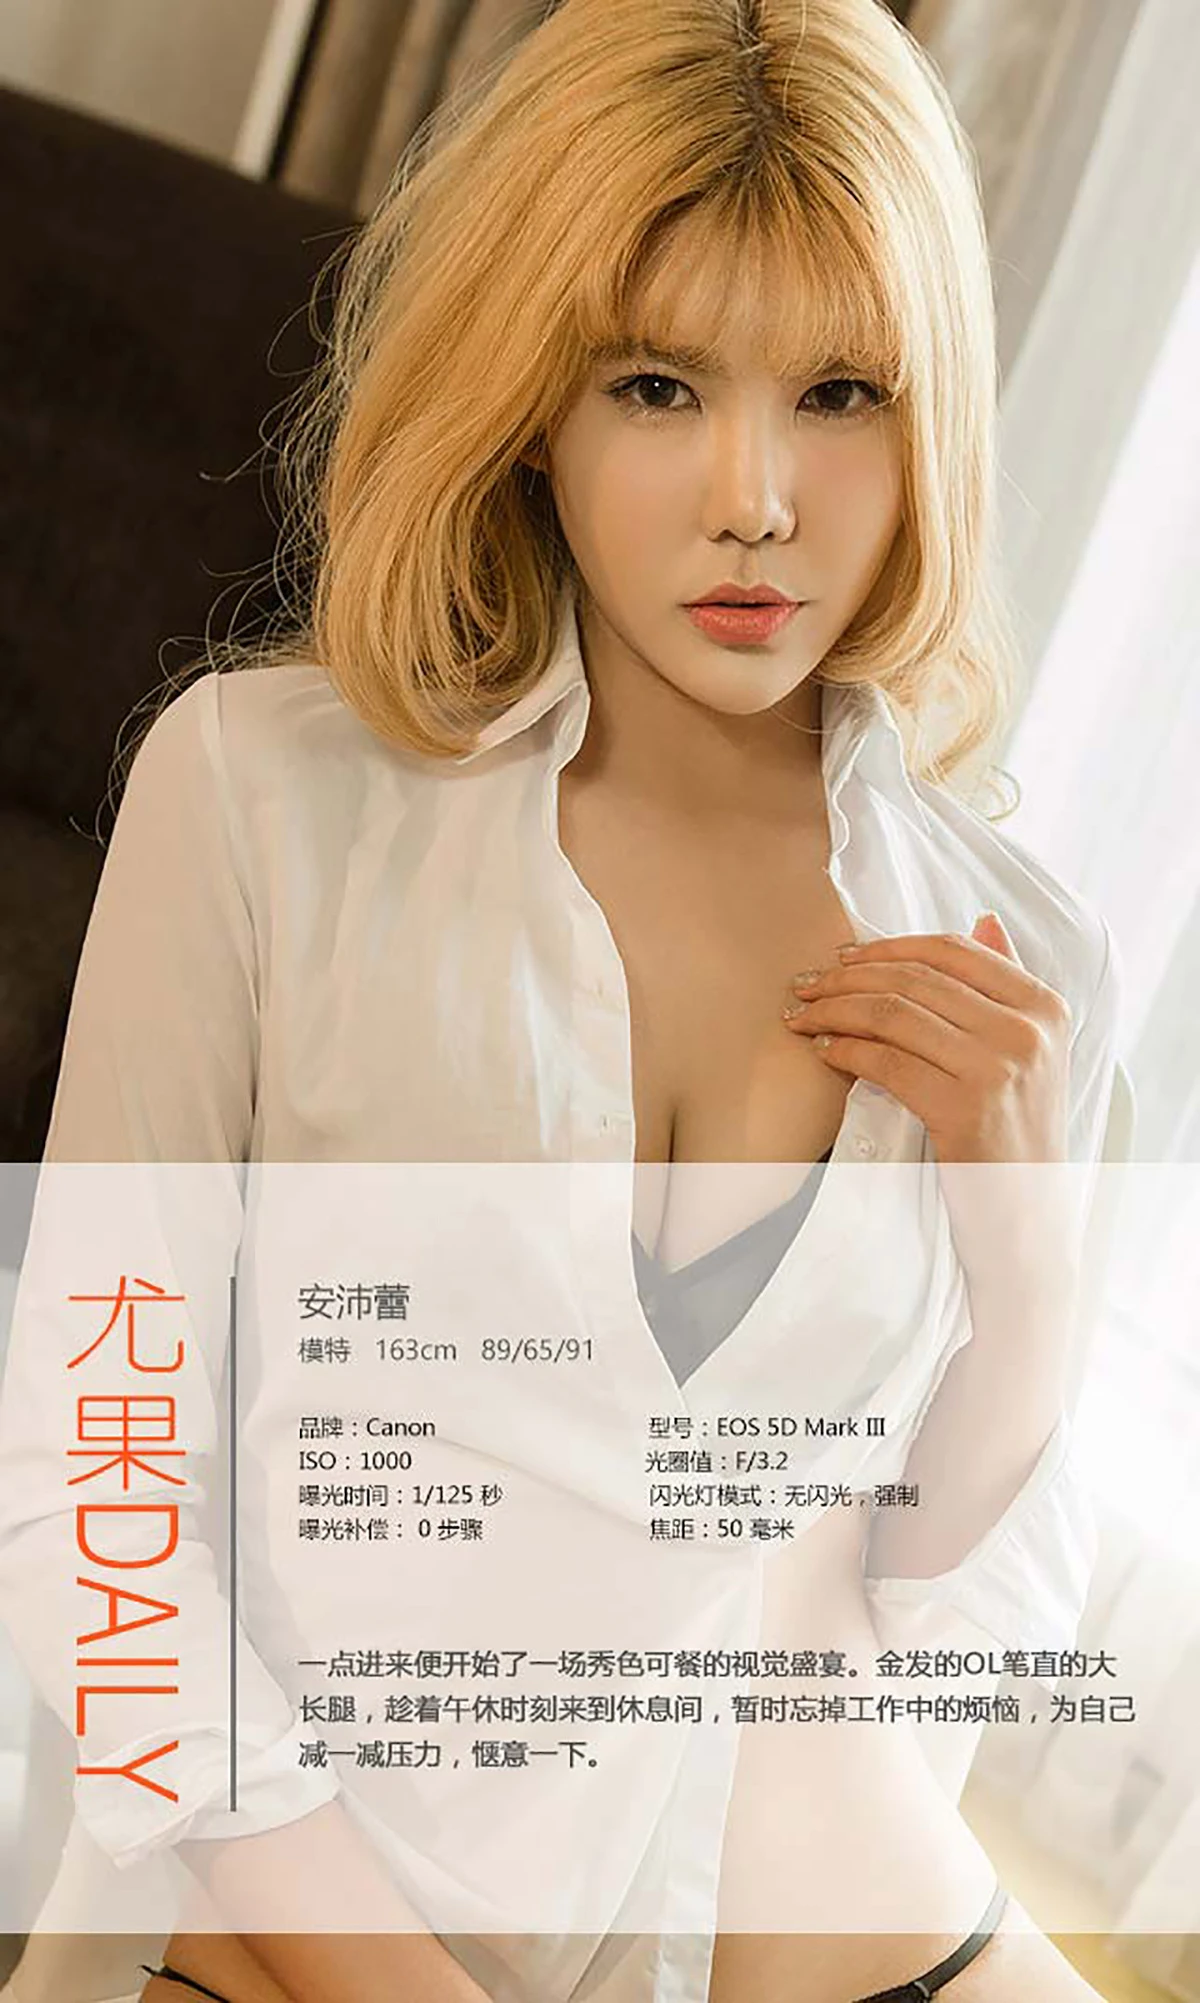 尤果DAILY
安沛蕾
模特 163cm 89/65/91
品牌：Canon 型号：EOS 5D Mark III
ISO：1000 光圈值：F/3.2
曝光时间：1/125 秒 闪光灯模式：无闪光，强制
曝光补偿： 0 步骤 焦距：50 毫米
一点进来便开始了一场秀色可餐的视觉盛宴。金发的OL笔直的大
长腿，趁着午休时刻来到休息间，暂时忘掉工作中的烦恼，为自己
减一减压力，惬意一下。